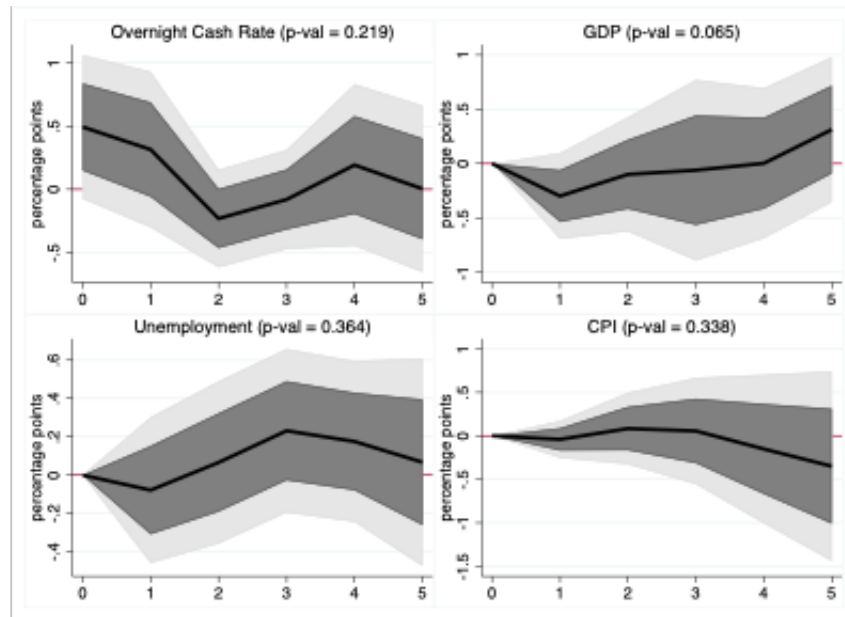 Overnight Cash Rate (p-val = 0.219)
percentage points
1
.5
0
-.5
0 1 2 3 4 5
GDP (p-val = 0.065)
percentage points
1
.5
0
-.5
-1
0 1 2 3 4 5
Unemployment (p-val = 0.364)
percentage points
.6
.4
.2
0
-.2
-.4
0 1 2 3 4 5
CPI (p-val = 0.338)
percentage points
1
.5
0
-.5
-1
-1.5
0 1 2 3 4 5